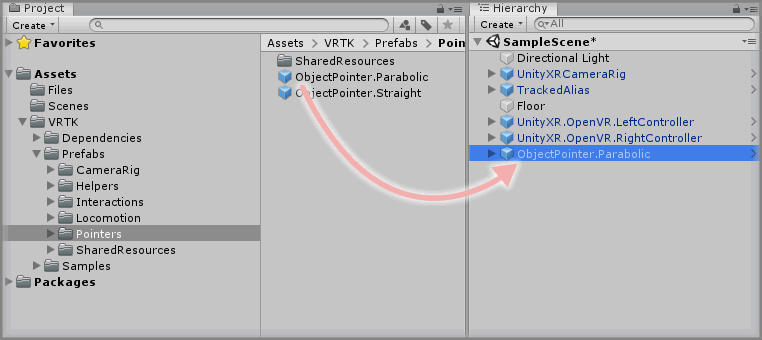 Project
Create
Favorites
Assets
Files
Scenes
VRTK
Dependencies
Prefabs
CameraRig
Helpers
Interactions
Locomotion
Pointers
SharedResources
Samples
Packages
Assets > VRTK > Prefabs > Poin
SharedResources
ObjectPointer.Parabolic
ObjectPointer.Straight
Hierarchy
Create
All
SampleScene*
Directional Light
UnityXRCameraRig
TrackedAlias
Floor
UnityXR.OpenVR.LeftController
UnityXR.OpenVR.RightController
ObjectPointer.Parabolic